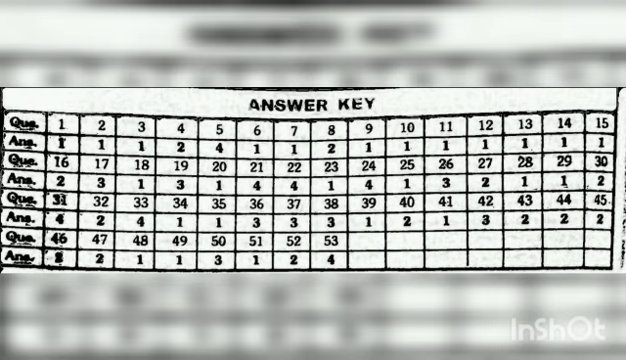 ANSWER KEY
Que. 1 2 3 4 5 6 7 8 9 10 11 12 13 14 15
Ans. 1 1 1 2 4 1 1 2 1 1 1 1 1 1 1
Que. 16 17 18 19 20 21 22 23 24 25 26 27 28 29 30
Ans. 2 3 1 3 1 4 4 1 4 1 3 2 1 1 2
Que. 31 32 33 34 35 36 37 38 39 40 41 42 43 44 45
Ans. 4 2 4 1 1 3 3 3 1 2 1 3 2 2 2
Que. 46 47 48 49 50 51 52 53
Ans. 2 1 1 3 1 2 4
InShOt